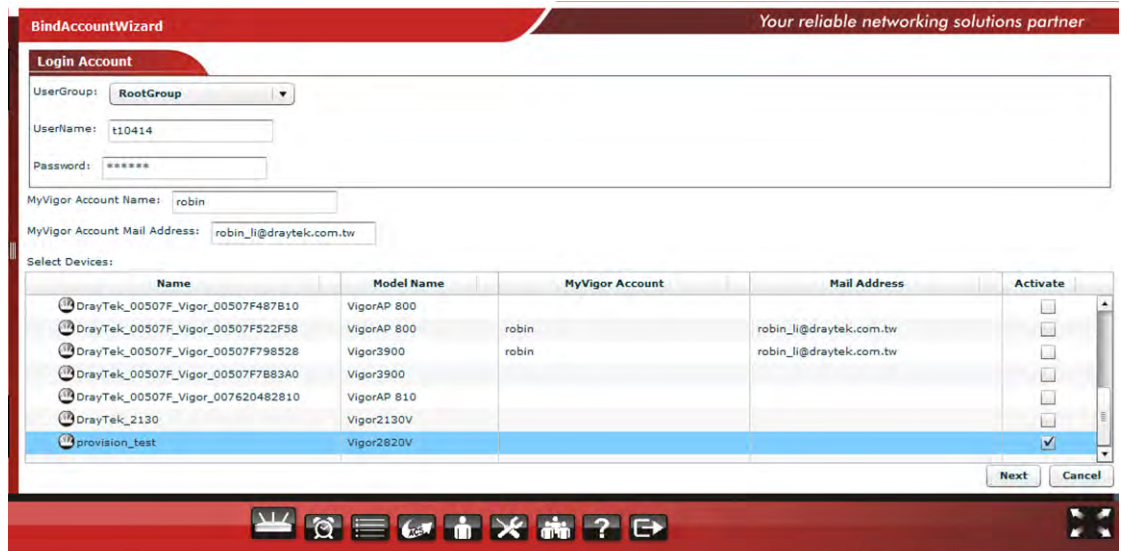 BindAccountWizard
Your reliable networking solutions partner
Login Account
UserGroup: RootGroup
UserName: t10414
Password: ******
MyVigor Account Name: robin
MyVigor Account Mail Address: robin_li@draytek.com.tw
Select Devices:
Name Model Name MyVigor Account Mail Address Activate
DrayTek_00507F_Vigor_00507F487B10 VigorAP 800
DrayTek_00507F_Vigor_00507F522F58 VigorAP 800 robin robin_li@draytek.com.tw
DrayTek_00507F_Vigor_00507F798528 Vigor3900 robin robin_li@draytek.com.tw
DrayTek_00507F_Vigor_00507F7B83A0 Vigor3900
DrayTek_00507F_Vigor_007620482810 VigorAP 810
DrayTek_2130 Vigor2130V
provision_test Vigor2820V
Next Cancel
?